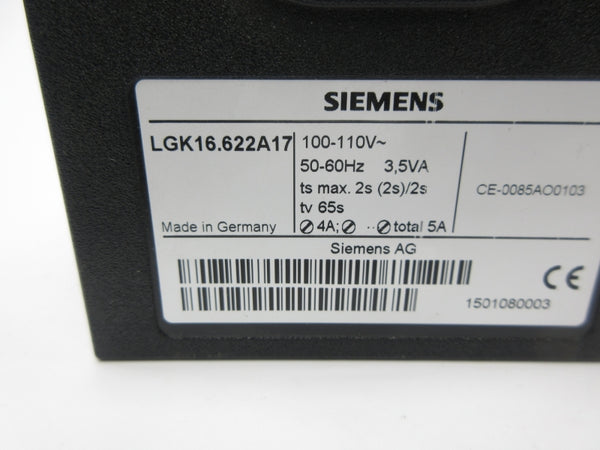 SIEMENS
LGK16.622A17
100-110V~
50-60Hz 3,5VA
ts max. 2s (2s)/2s
tv 65s
4A; ·· total 5A
CE-0085AO0103
Made in Germany
Siemens AG
CE
1501080003